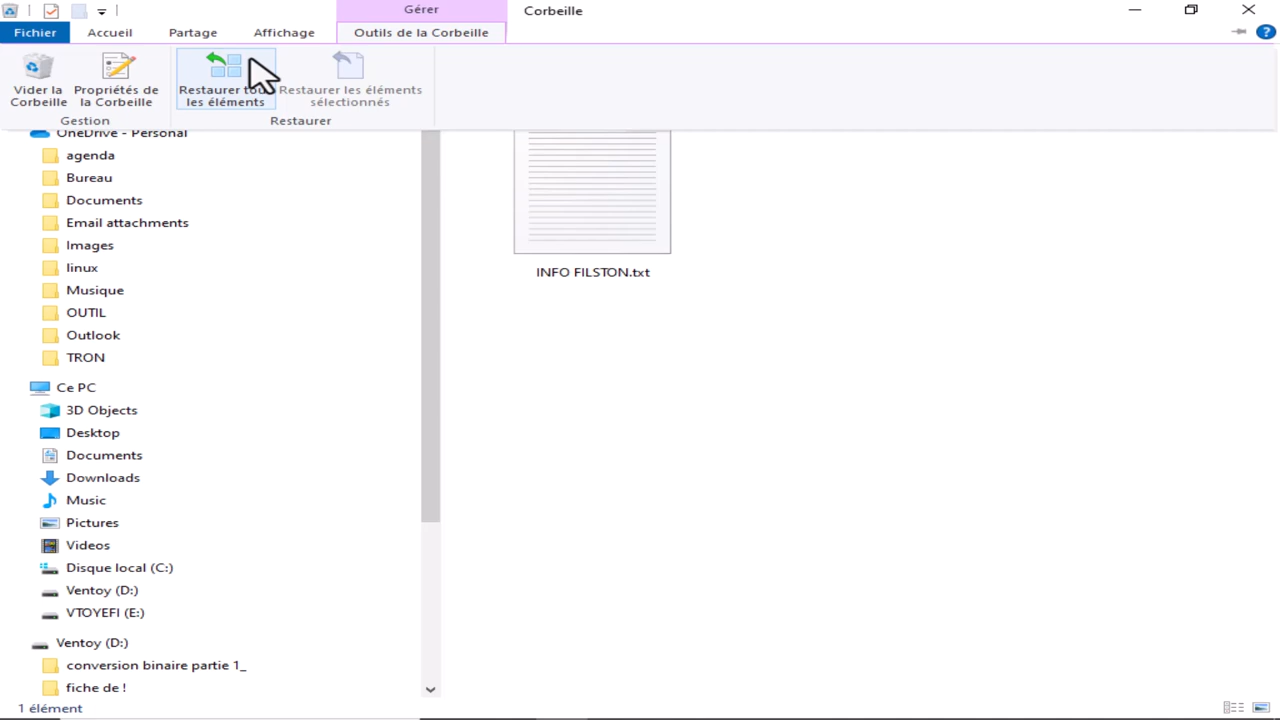 Gérer
Corbeille
Fichier
Accueil
Partage
Affichage
Outils de la Corbeille
Vider la
Corbeille
Propriétés de
la Corbeille
Restaurer
les éléments
Restaurer les éléments
sélectionnés
Gestion
Restaurer
OneDrive - Personal
agenda
Bureau
Documents
Email attachments
Images
linux
Musique
OUTIL
Outlook
TRON
Ce PC
3D Objects
Desktop
Documents
Downloads
Music
Pictures
Videos
Disque local (C:)
Ventoy (D:)
VTOYEFI (E:)
Ventoy (D:)
conversion binaire partie 1_
fiche de !
INFO FILSTON.txt
1 élément